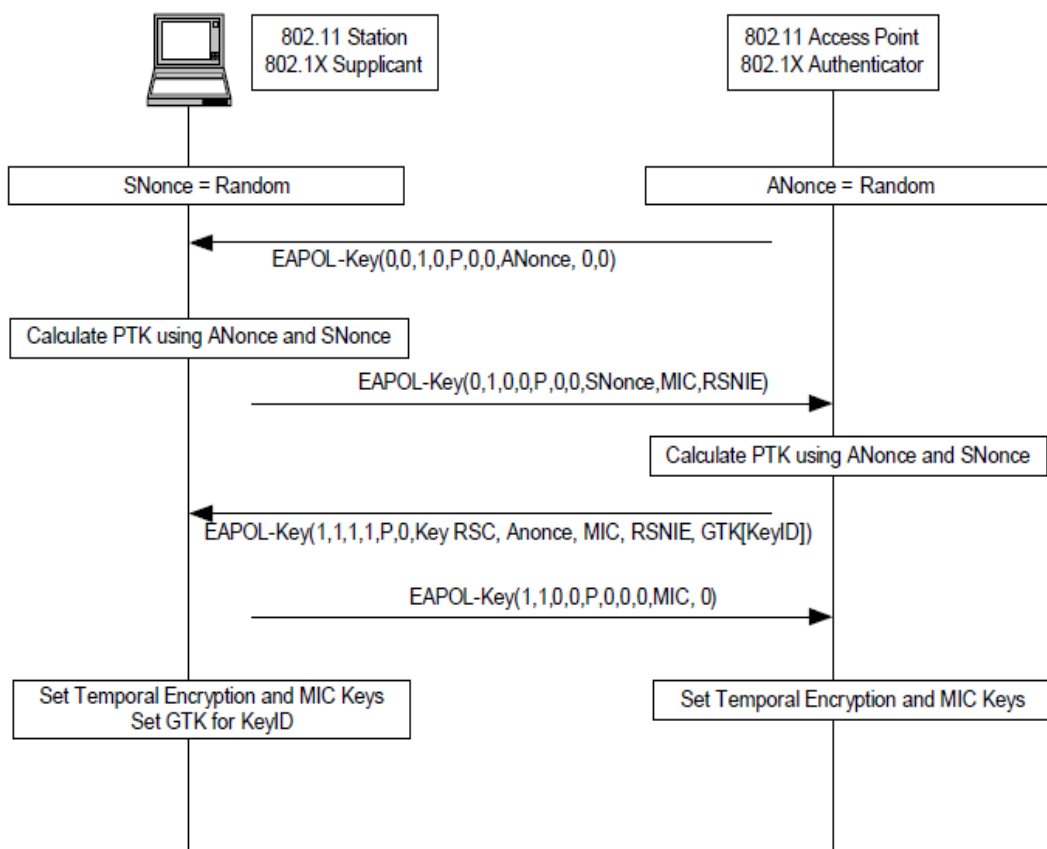 802.11 Station
802.1X Supplicant
802.11 Access Point
802.1X Authenticator
SNonce = Random
ANonce = Random
EAPOL-Key(0,0,1,0,P,0,0,ANonce, 0,0)
Calculate PTK using ANonce and SNonce
EAPOL-Key(0,1,0,0,P,0,0,SNonce,MIC,RSNIE)
Calculate PTK using ANonce and SNonce
EAPOL-Key(1,1,1,1,P,0,Key RSC, Anonce, MIC, RSNIE, GTK[KeyID])
EAPOL-Key(1,1,0,0,P,0,0,0,MIC, 0)
Set Temporal Encryption and MIC Keys
Set GTK for KeyID
Set Temporal Encryption and MIC Keys